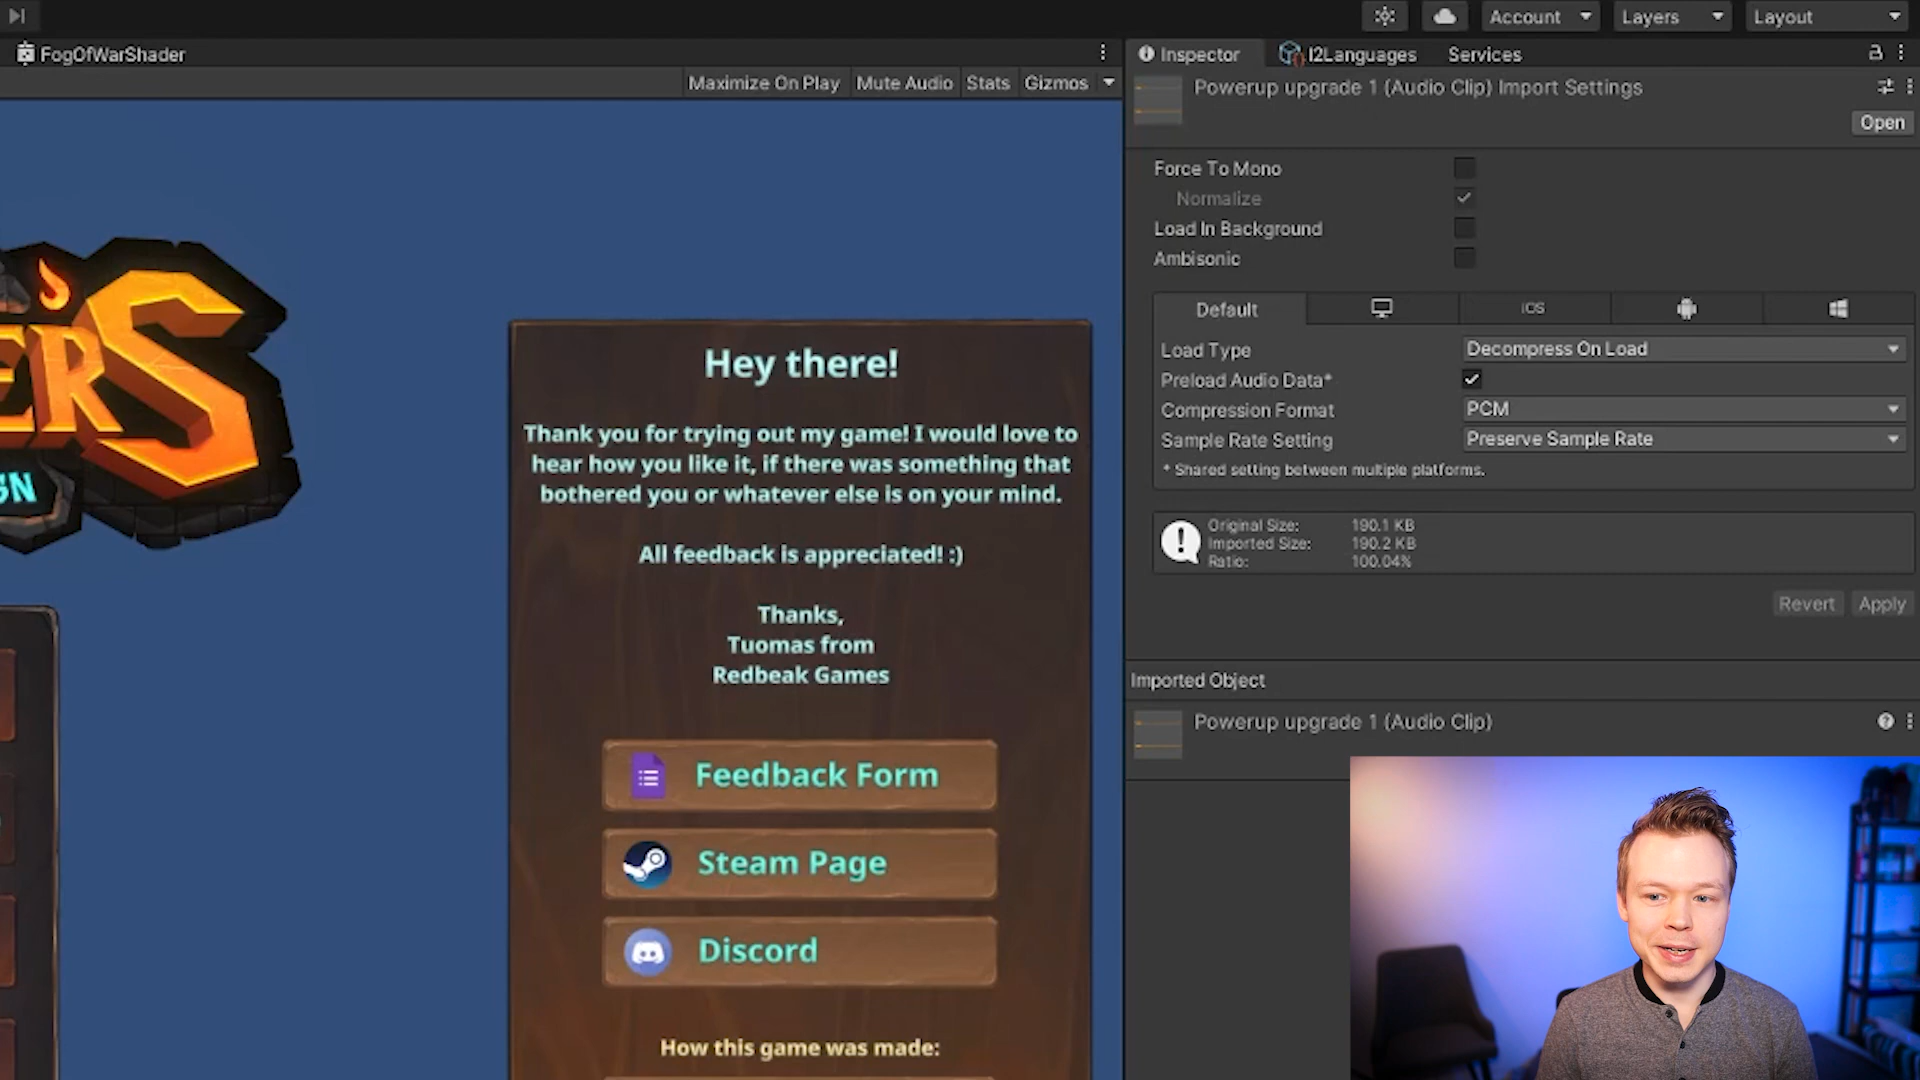 Account
Layers
Layout
FogOfWarShader
Inspector
I2Languages
Services
Maximize On Play
Mute Audio
Stats
Gizmos
Powerup upgrade 1 (Audio Clip) Import Settings
Open
Force To Mono
Normalize
Load In Background
Ambisonic
Default
iOS
Load Type
Decompress On Load
Preload Audio Data*
Compression Format
PCM
Sample Rate Setting
Preserve Sample Rate
* Shared setting between multiple platforms.
Original Size: 190.1 KB
Imported Size: 190.2 KB
Ratio: 100.04%
Revert
Apply
Imported Object
Powerup upgrade 1 (Audio Clip)
ERS
GN
Hey there!
Thank you for trying out my game! I would love to
hear how you like it, if there was something that
bothered you or whatever else is on your mind.
All feedback is appreciated! :)
Thanks,
Tuomas from
Redbeak Games
Feedback Form
Steam Page
Discord
How this game was made: